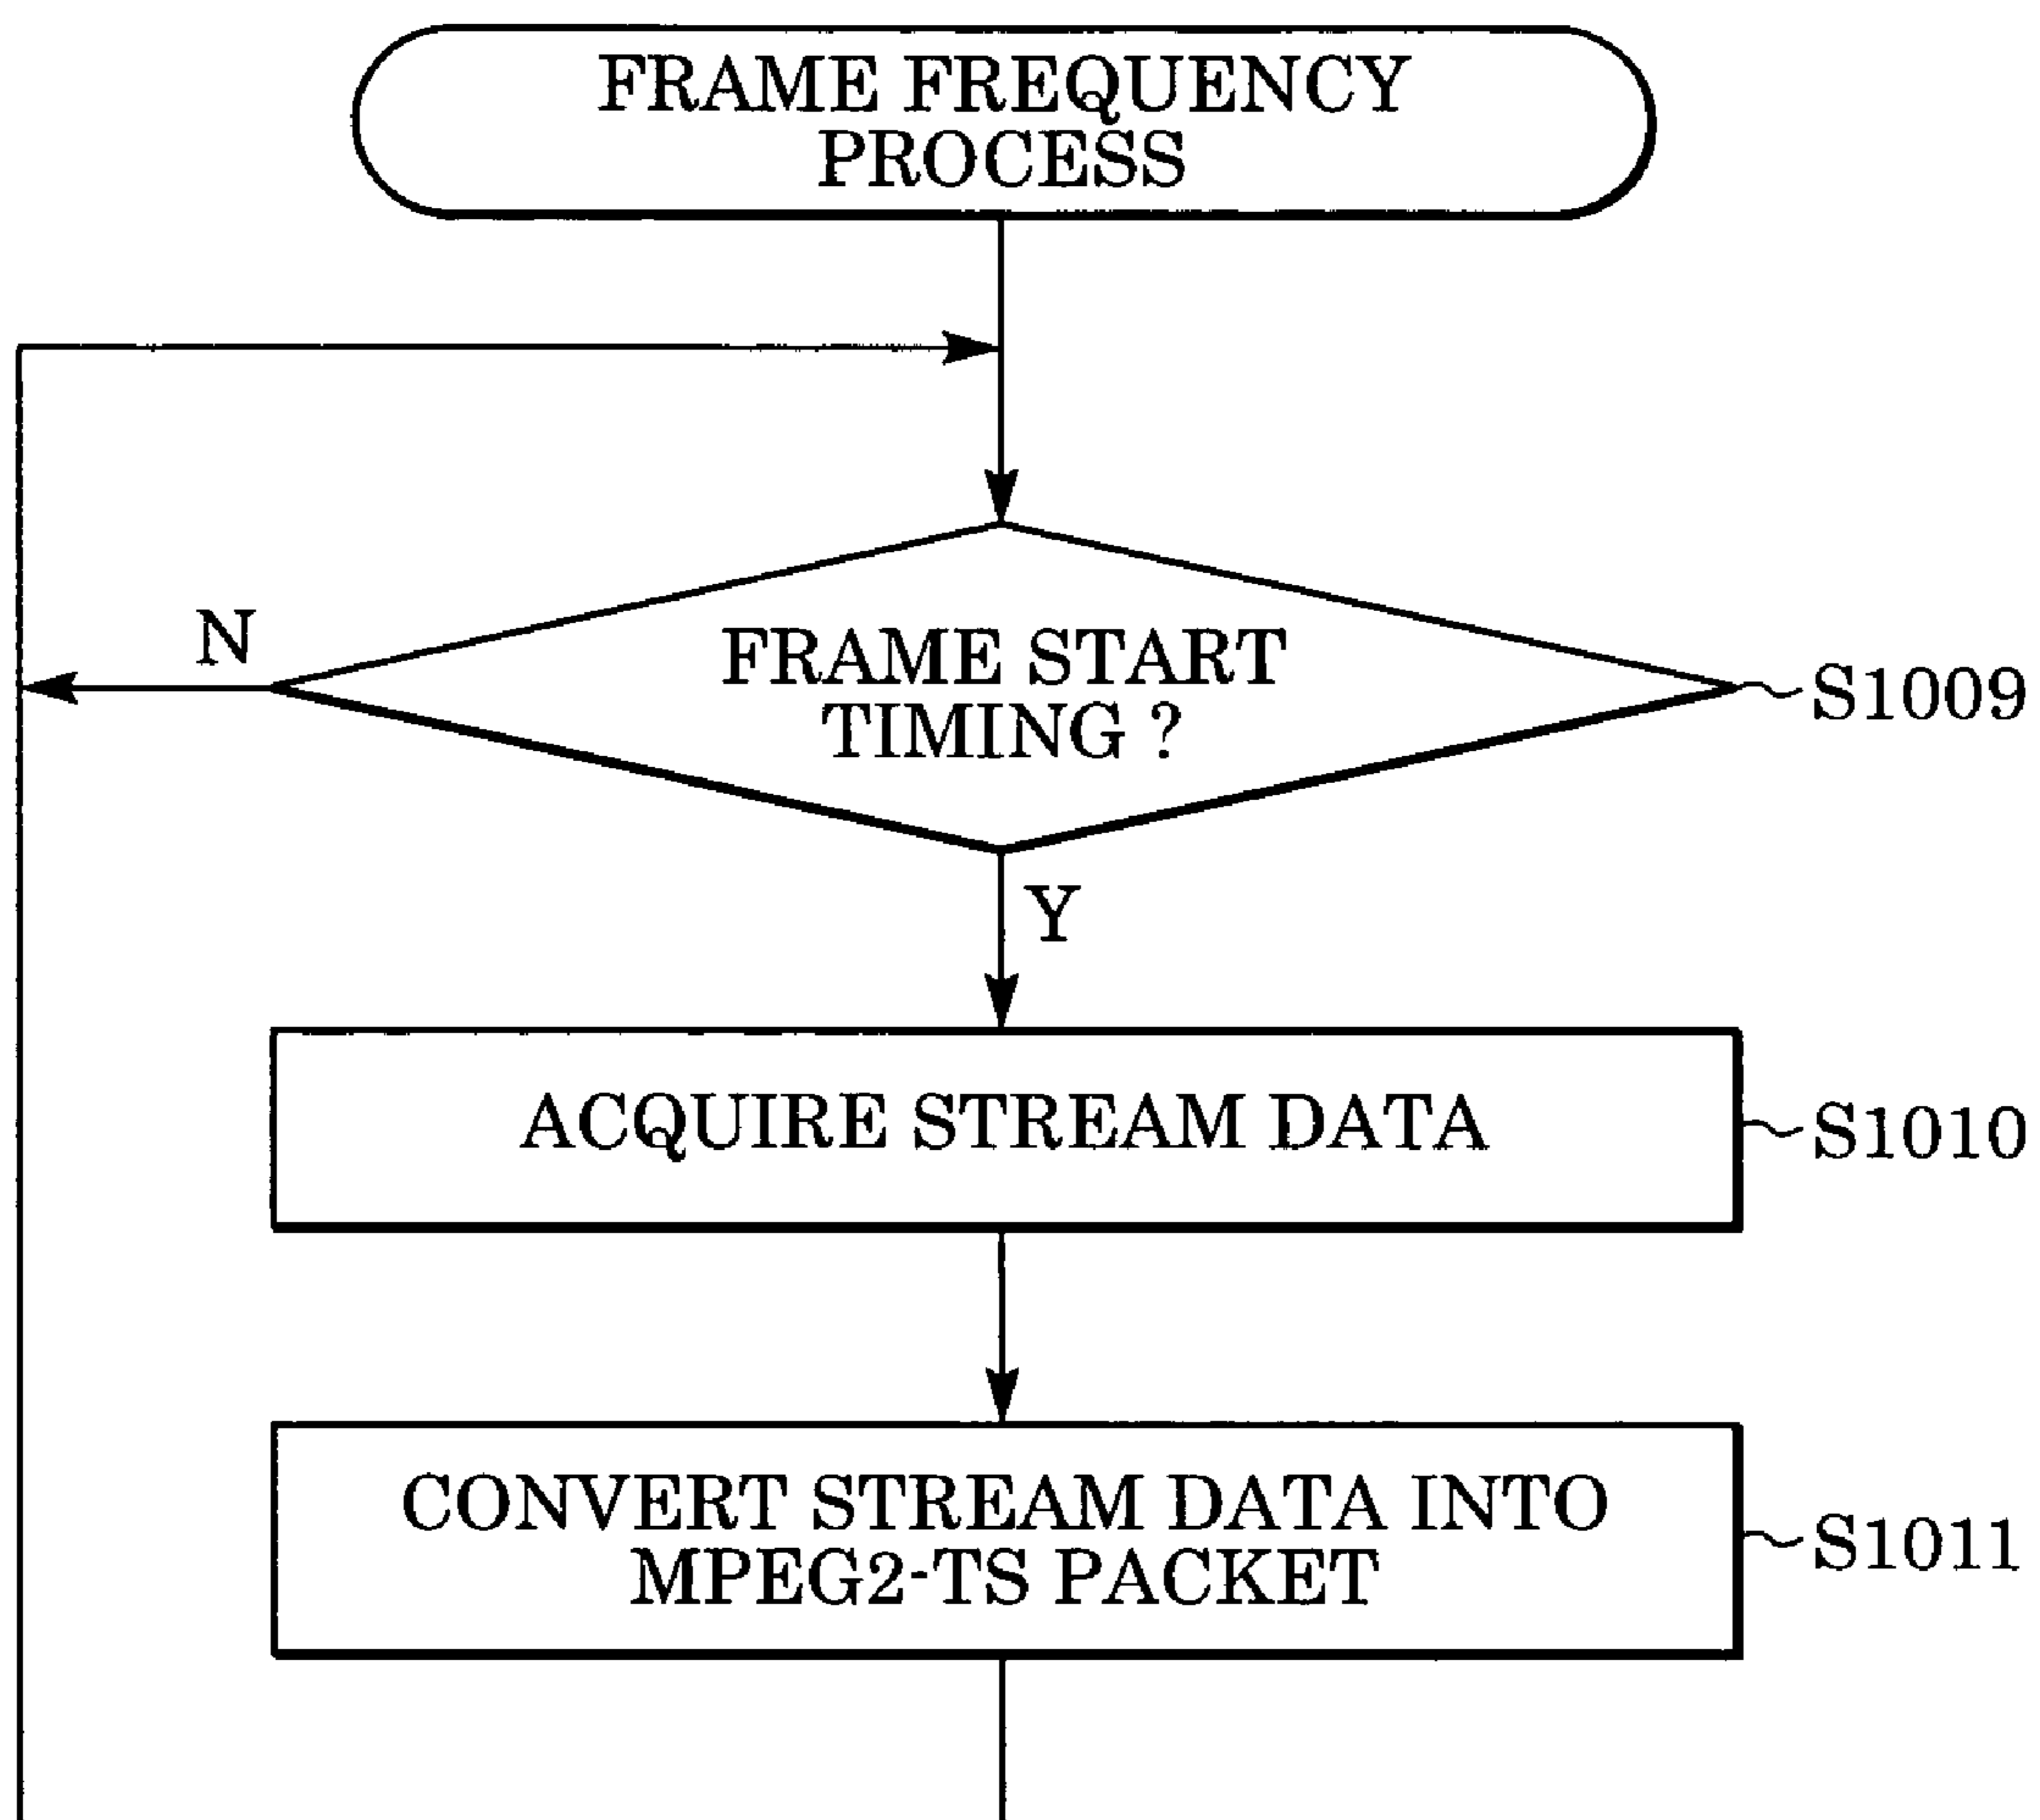 FRAME FREQUENCY
PROCESS
N
FRAME START
TIMING ?
S1009
Y
ACQUIRE STREAM DATA
S1010
CONVERT STREAM DATA INTO
MPEG2-TS PACKET
S1011